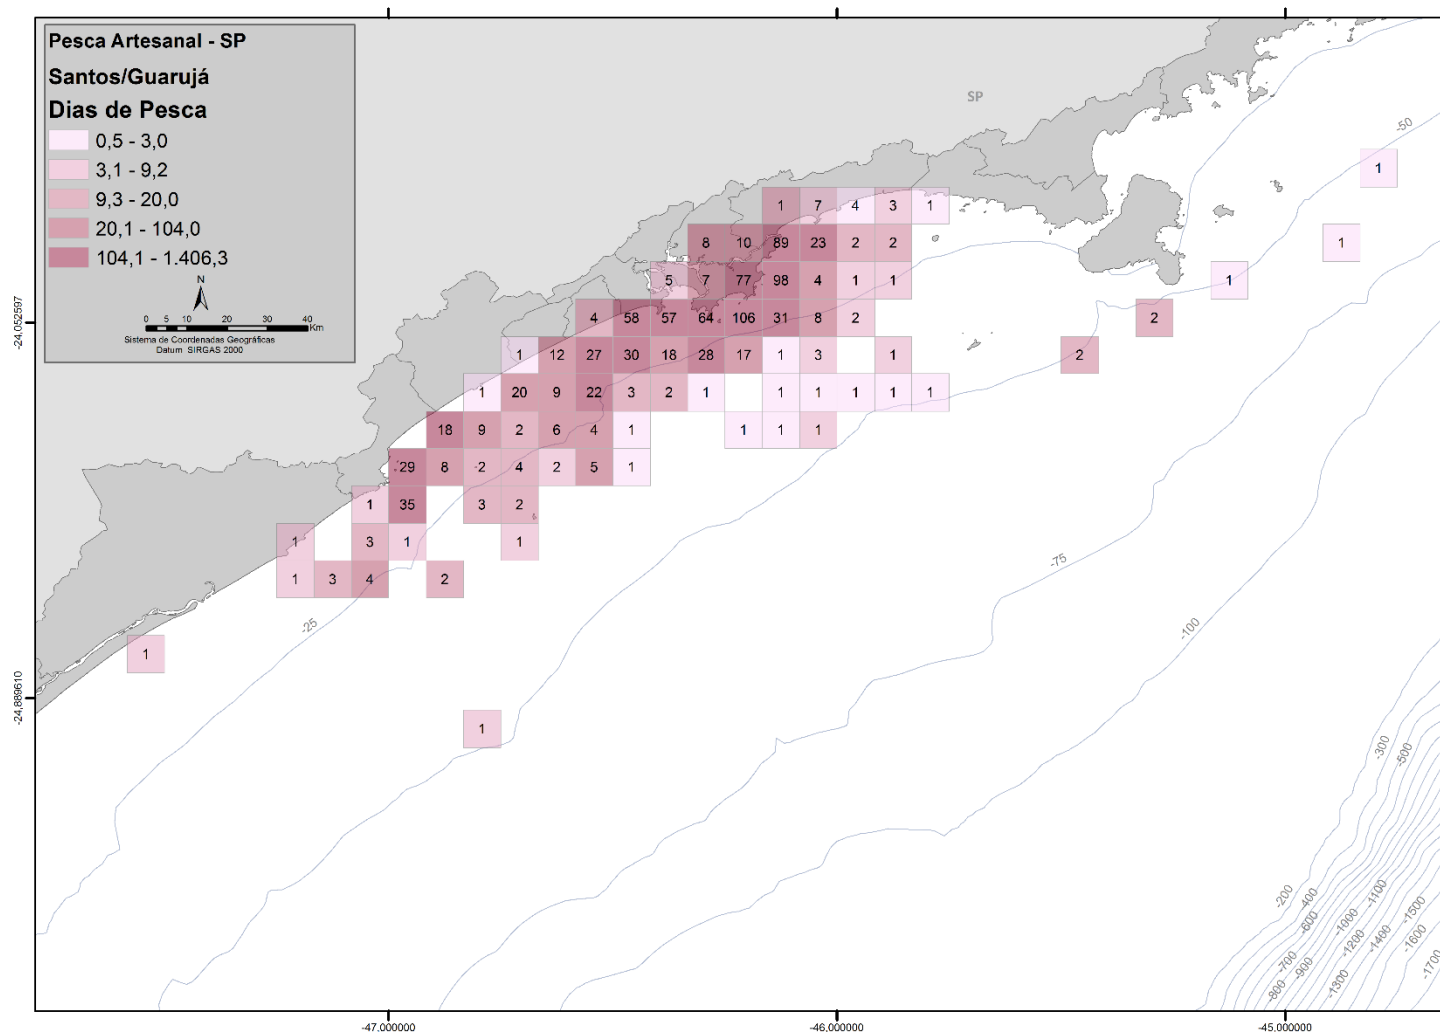 Pesca Artesanal - SP
Santos/Guarujá
Dias de Pesca
0,5 - 3,0
3,1 - 9,2
9,3 - 20,0
20,1 - 104,0
104,1 - 1.406,3
N
0 5 10 20 30 40
Km
Sistema de Coordenadas Geográficas
Datum SIRGAS 2000
SP
-50
1
1 7 4 3 1
8 10 89 23 2 2 1
5 7 77 98 4 1 1 1
4 58 57 64 106 31 8 2 2
1 12 27 30 18 28 17 1 3 1 2
1 20 9 22 3 2 1 1 1 1 1 1
18 9 2 6 4 1 1 1 1
29 8 -2 4 2 5 1
1 35 3 2
1 3 1 1
1 3 4 2
-75
-25
-100
1
1
-300
-500
-200
-400
-600
-700
-800
-900
-1000
-1100
-1200
-1300
-1400
-1500
-1600
-1700
-24,052597
-24,889610
-47.000000
-46.000000
-45.000000